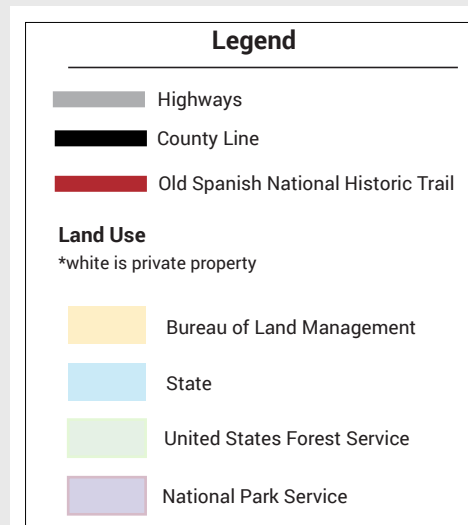 Legend
Highways
County Line
Old Spanish National Historic Trail
Land Use
*white is private property
Bureau of Land Management
State
United States Forest Service
National Park Service